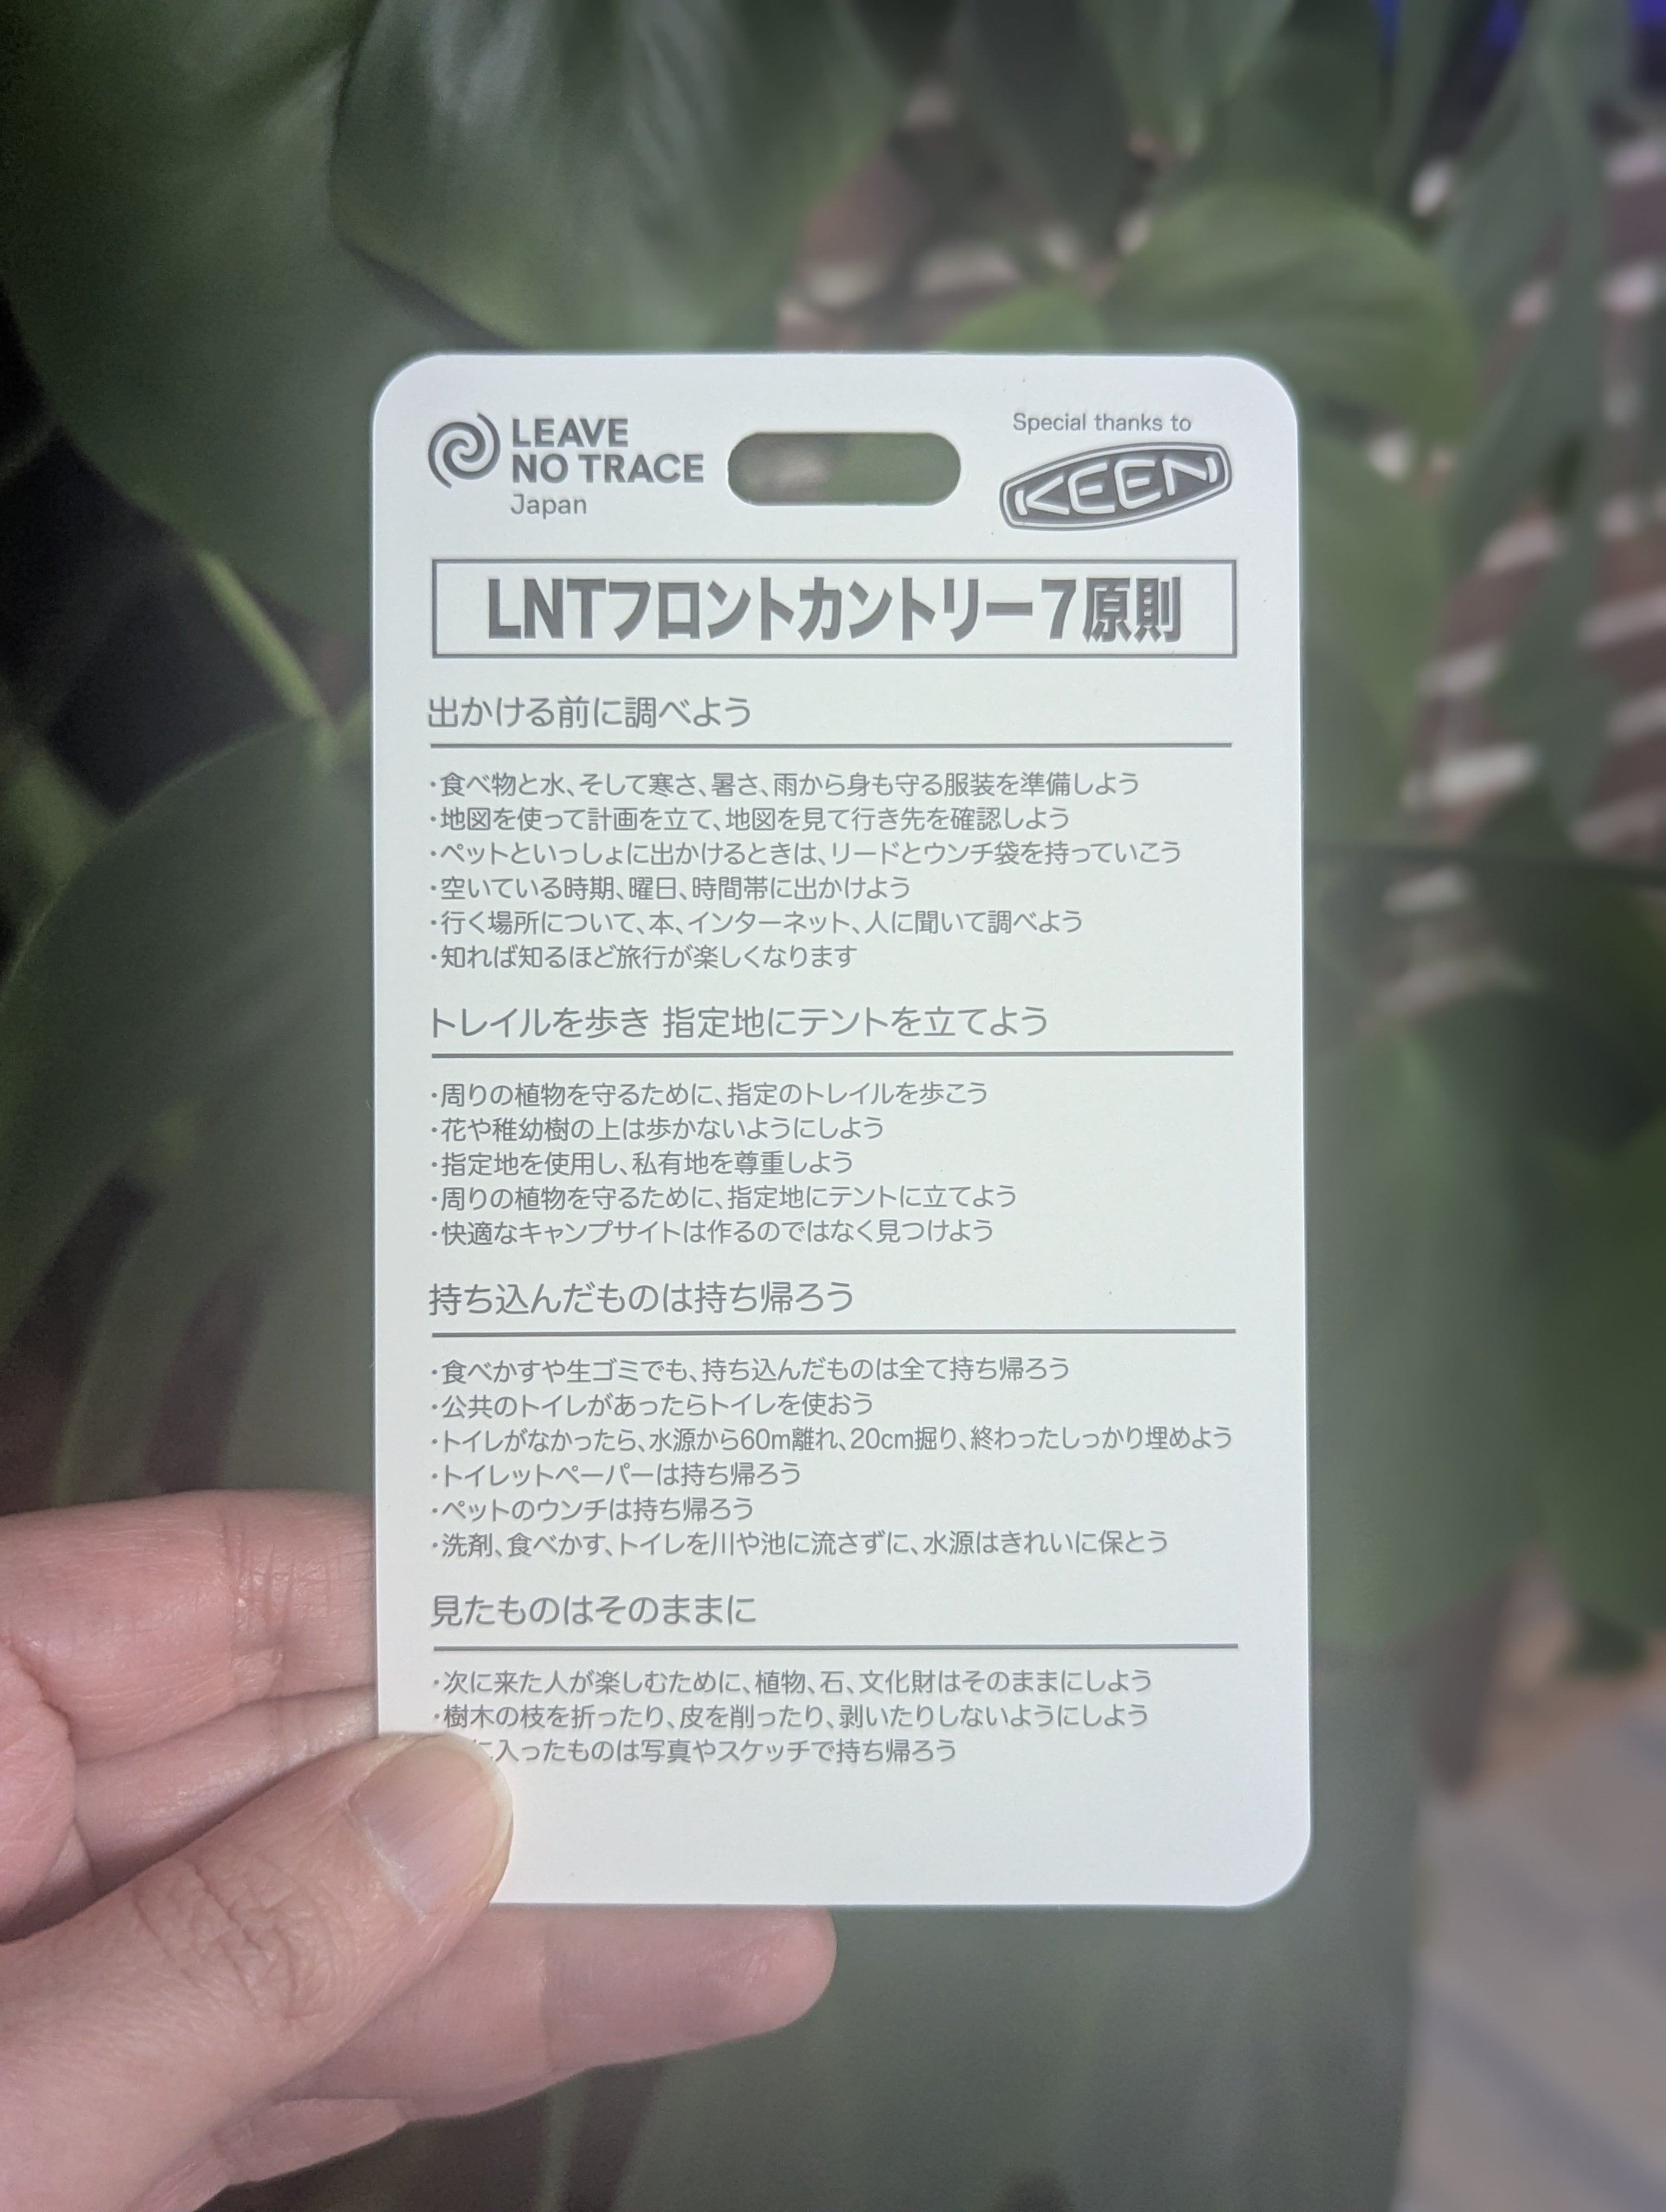 LEAVE
NO TRACE
Japan
Special thanks to
KEEN
LNTフロントカントリー7原則
出かける前に調べよう
・食べ物と水、そして寒さ、暑さ、雨から身も守る服装を準備しよう
・地図を使って計画を立て、地図を見て行き先を確認しよう
・ペットといっしょに出かけるときは、リードとウンチ袋を持っていこう
・空いている時期、曜日、時間帯に出かけよう
・行く場所について、本、インターネット、人に聞いて調べよう
・知れば知るほど旅行が楽しくなります
トレイルを歩き 指定地にテントを立てよう
・周りの植物を守るために、指定のトレイルを歩こう
・花や稚幼樹の上は歩かないようにしよう
・指定地を使用し、私有地を尊重しよう
・周りの植物を守るために、指定地にテントに立てよう
・快適なキャンプサイトは作るのではなく見つけよう
持ち込んだものは持ち帰ろう
・食べかすや生ゴミでも、持ち込んだものは全て持ち帰ろう
・公共のトイレがあったらトイレを使おう
・トイレがなかったら、水源から60m離れ、20cm掘り、終わったしっかり埋めよう
・トイレットペーパーは持ち帰ろう
・ペットのウンチは持ち帰ろう
・洗剤、食べかす、トイレを川や池に流さずに、水源はきれいに保とう
見たものはそのままに
・次に来た人が楽しむために、植物、石、文化財はそのままにしよう
・樹木の枝を折ったり、皮を削ったり、剥いたりしないようにしよう
に入ったものは写真やスケッチで持ち帰ろう